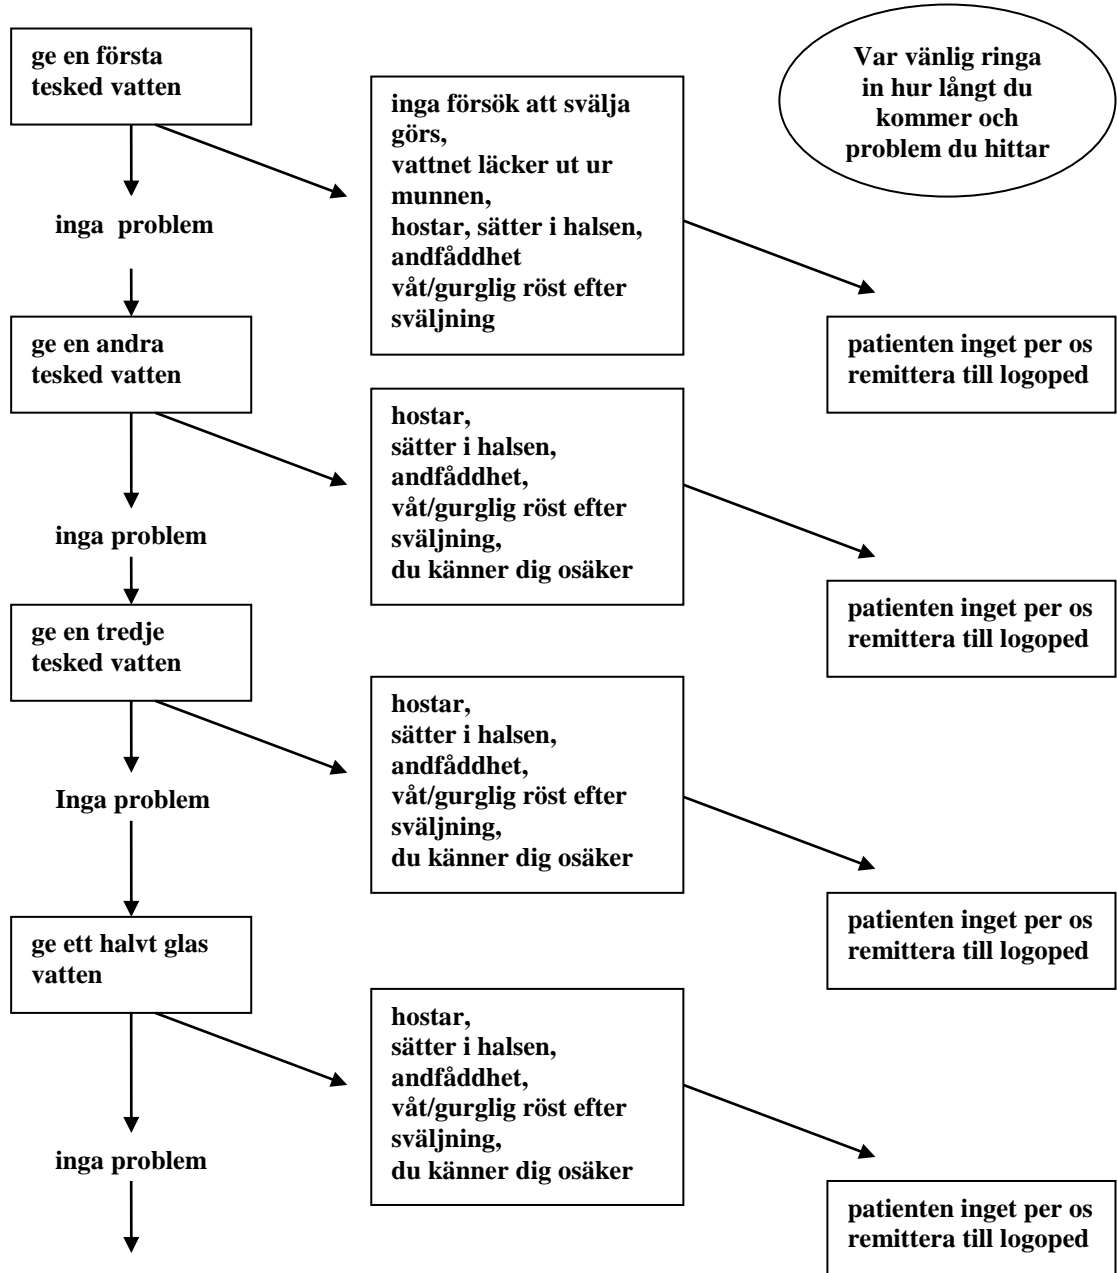 ge en första
tesked vatten
Var vänlig ringa
in hur långt du
kommer och
problem du hittar
inga försök att svälja
görs,
vattnet läcker ut ur
munnen,
hostar, sätter i halsen,
andfåddhet
våt/gurglig röst efter
sväljning
inga problem
patienten inget per os
remittera till logoped
ge en andra
tesked vatten
hostar,
sätter i halsen,
andfåddhet,
våt/gurglig röst efter
sväljning,
du känner dig osäker
inga problem
patienten inget per os
remittera till logoped
ge en tredje
tesked vatten
hostar,
sätter i halsen,
andfåddhet,
våt/gurglig röst efter
sväljning,
du känner dig osäker
Inga problem
patienten inget per os
remittera till logoped
ge ett halvt glas
vatten
hostar,
sätter i halsen,
andfåddhet,
våt/gurglig röst efter
sväljning,
du känner dig osäker
inga problem
patienten inget per os
remittera till logoped